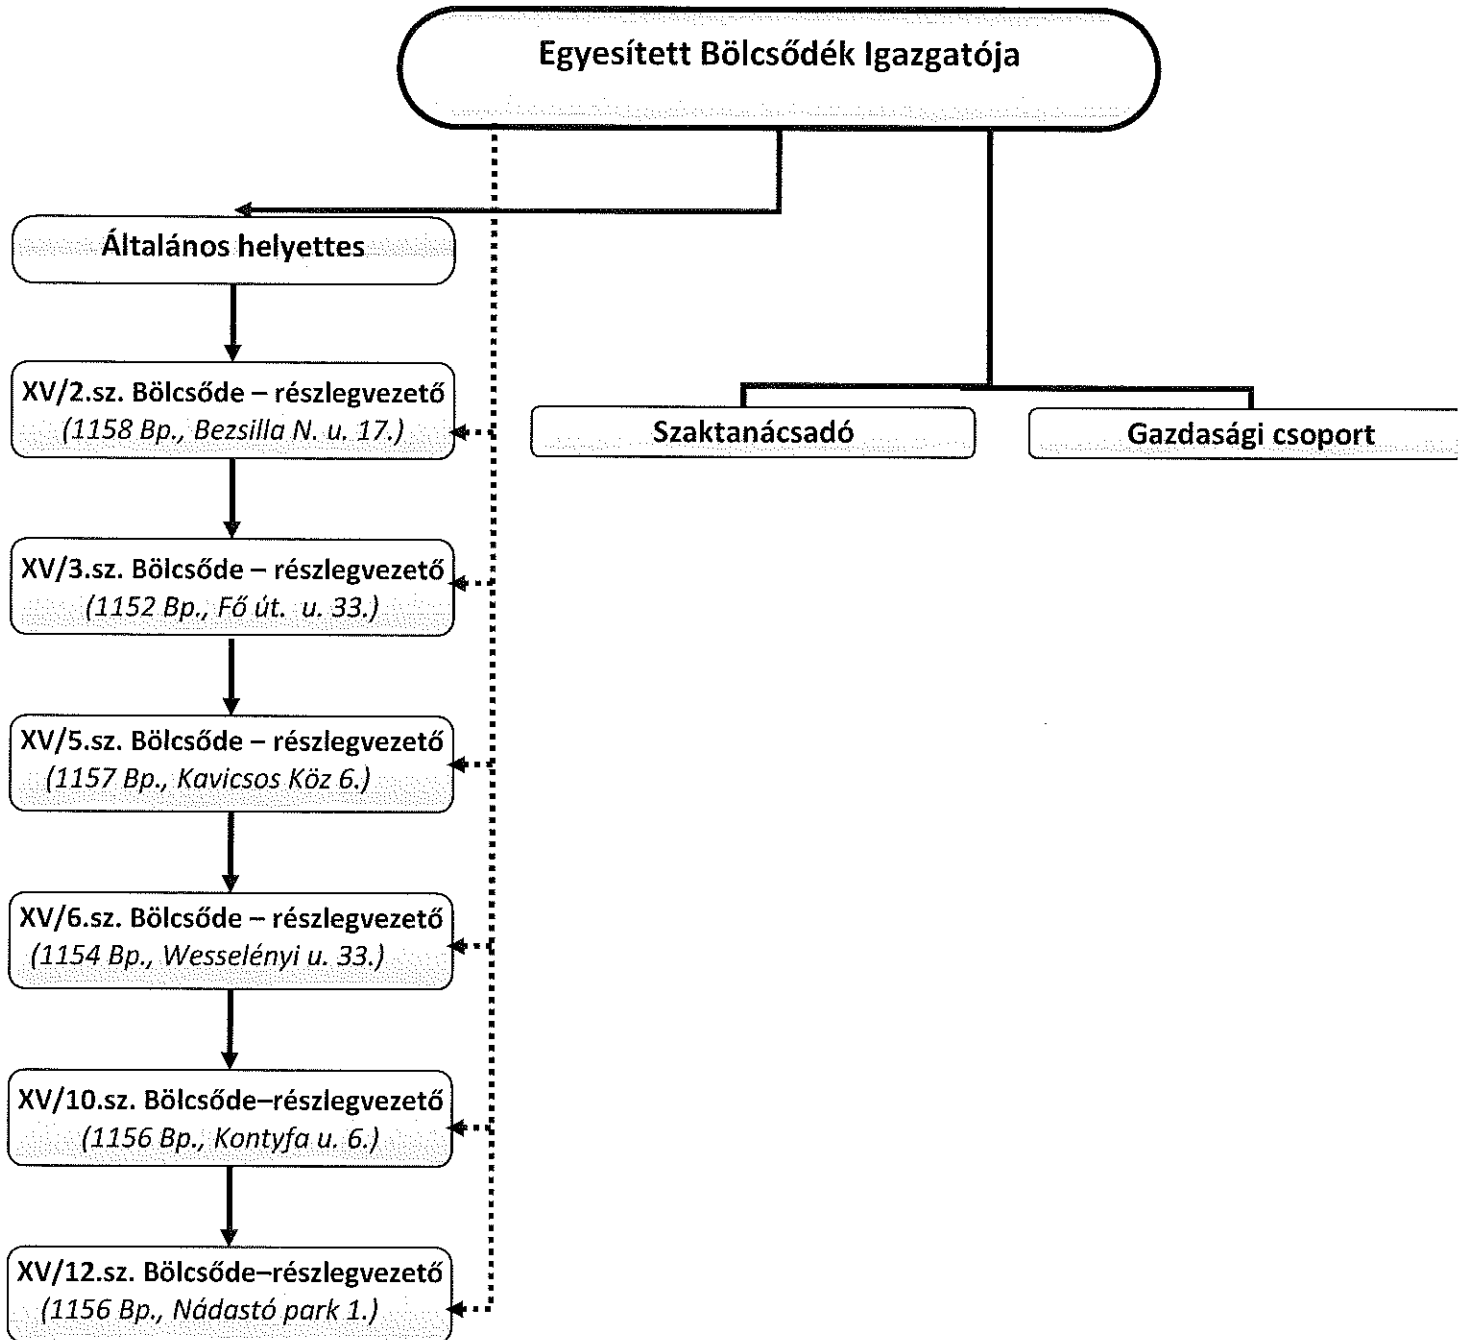 Egyesített Bölcsődék Igazgatója
Általános helyettes
XV/2.sz. Bölcsőde – részlegvezető
(1158 Bp., Bezsilla N. u. 17.)
Szaktanácsadó
Gazdasági csoport
XV/3.sz. Bölcsőde – részlegvezető
(1152 Bp., Fő út. u. 33.)
XV/5.sz. Bölcsőde – részlegvezető
(1157 Bp., Kavicsos Köz 6.)
XV/6.sz. Bölcsőde – részlegvezető
(1154 Bp., Wesselényi u. 33.)
XV/10.sz. Bölcsőde–részlegvezető
(1156 Bp., Kontyfa u. 6.)
XV/12.sz. Bölcsőde–részlegvezető
(1156 Bp., Nádastó park 1.)